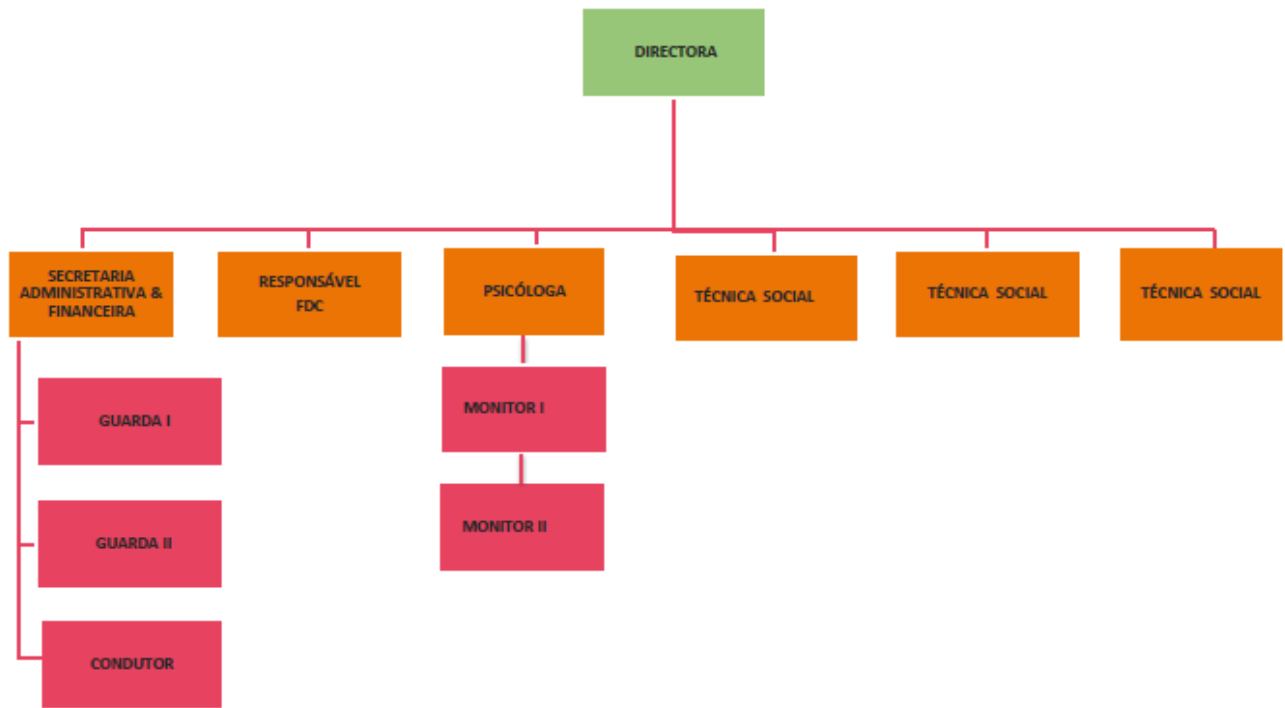 DIRECTORA
SECRETARIA
ADMINISTRATIVA &
FINANCEIRA
RESPONSÁVEL
FDC
PSICÓLOGA
TÉCNICA SOCIAL
TÉCNICA SOCIAL
TÉCNICA SOCIAL
GUARDA I
MONITOR I
GUARDA II
MONITOR II
CONDUTOR